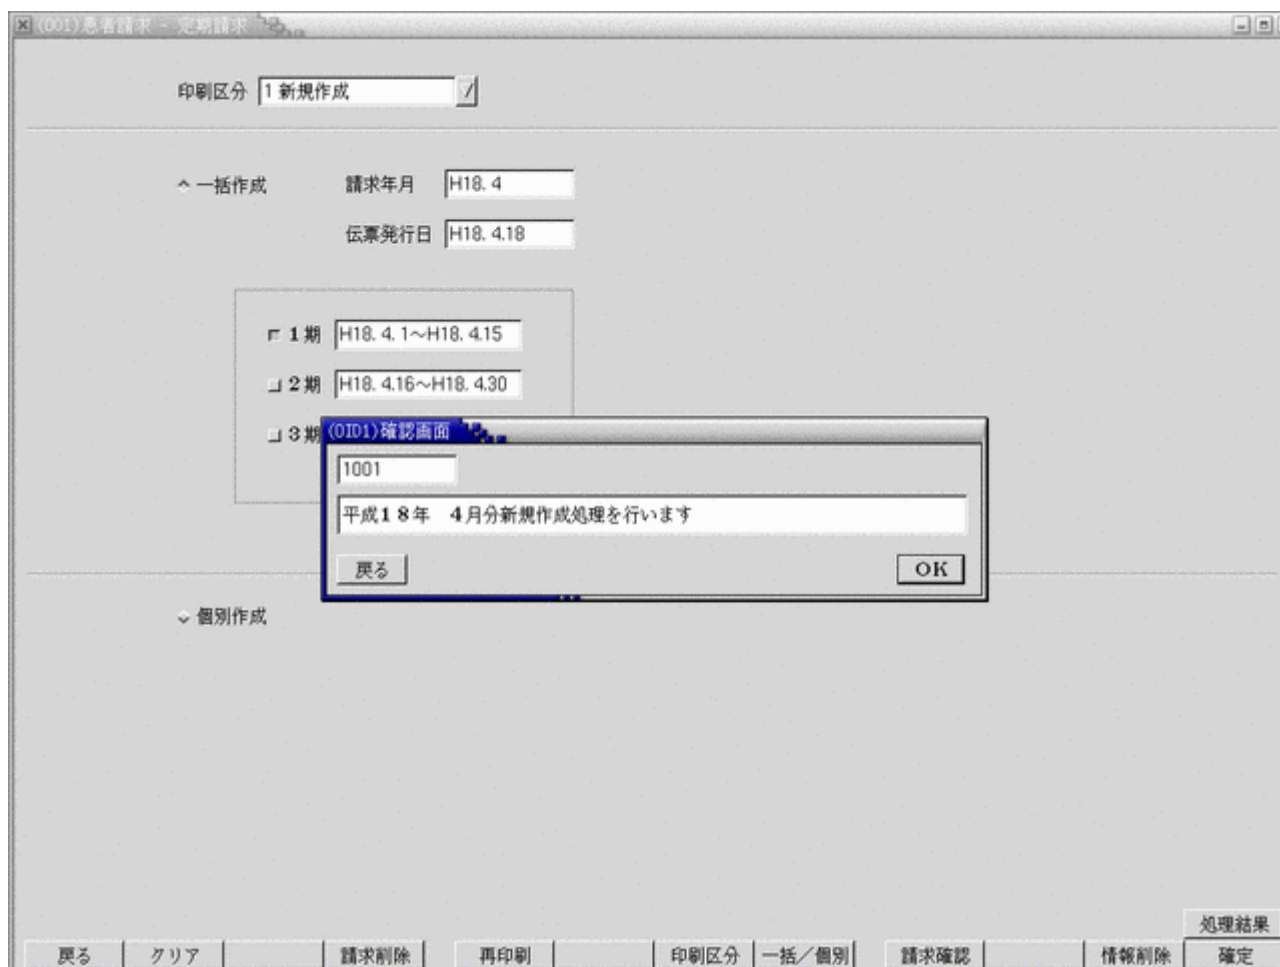 (001)患者請求 - 定期請求
印刷区分 1 新規作成
一括作成 請求年月 H18. 4
伝票発行日 H18. 4.18
1期 H18. 4. 1～H18. 4.15
2期 H18. 4.16～H18. 4.30
3期
(OID1)確認画面
1001
平成１８年　４月分新規作成処理を行います
戻る OK
個別作成
処理結果
戻る クリア 請求削除 再印刷 印刷区分 一括／個別 請求確認 情報削除 確定